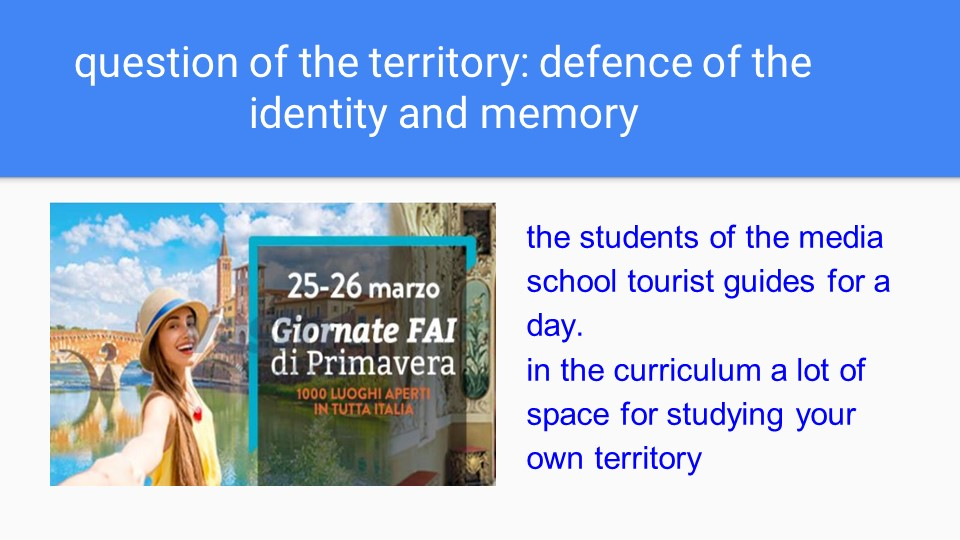 question of the territory: defence of the
identity and memory
25-26 marzo
Giornate FAI
di Primavera
1000 LUOGHI APERTI
IN TUTTA ITALIA
the students of the media
school tourist guides for a
day.
in the curriculum a lot of
space for studying your
own territory